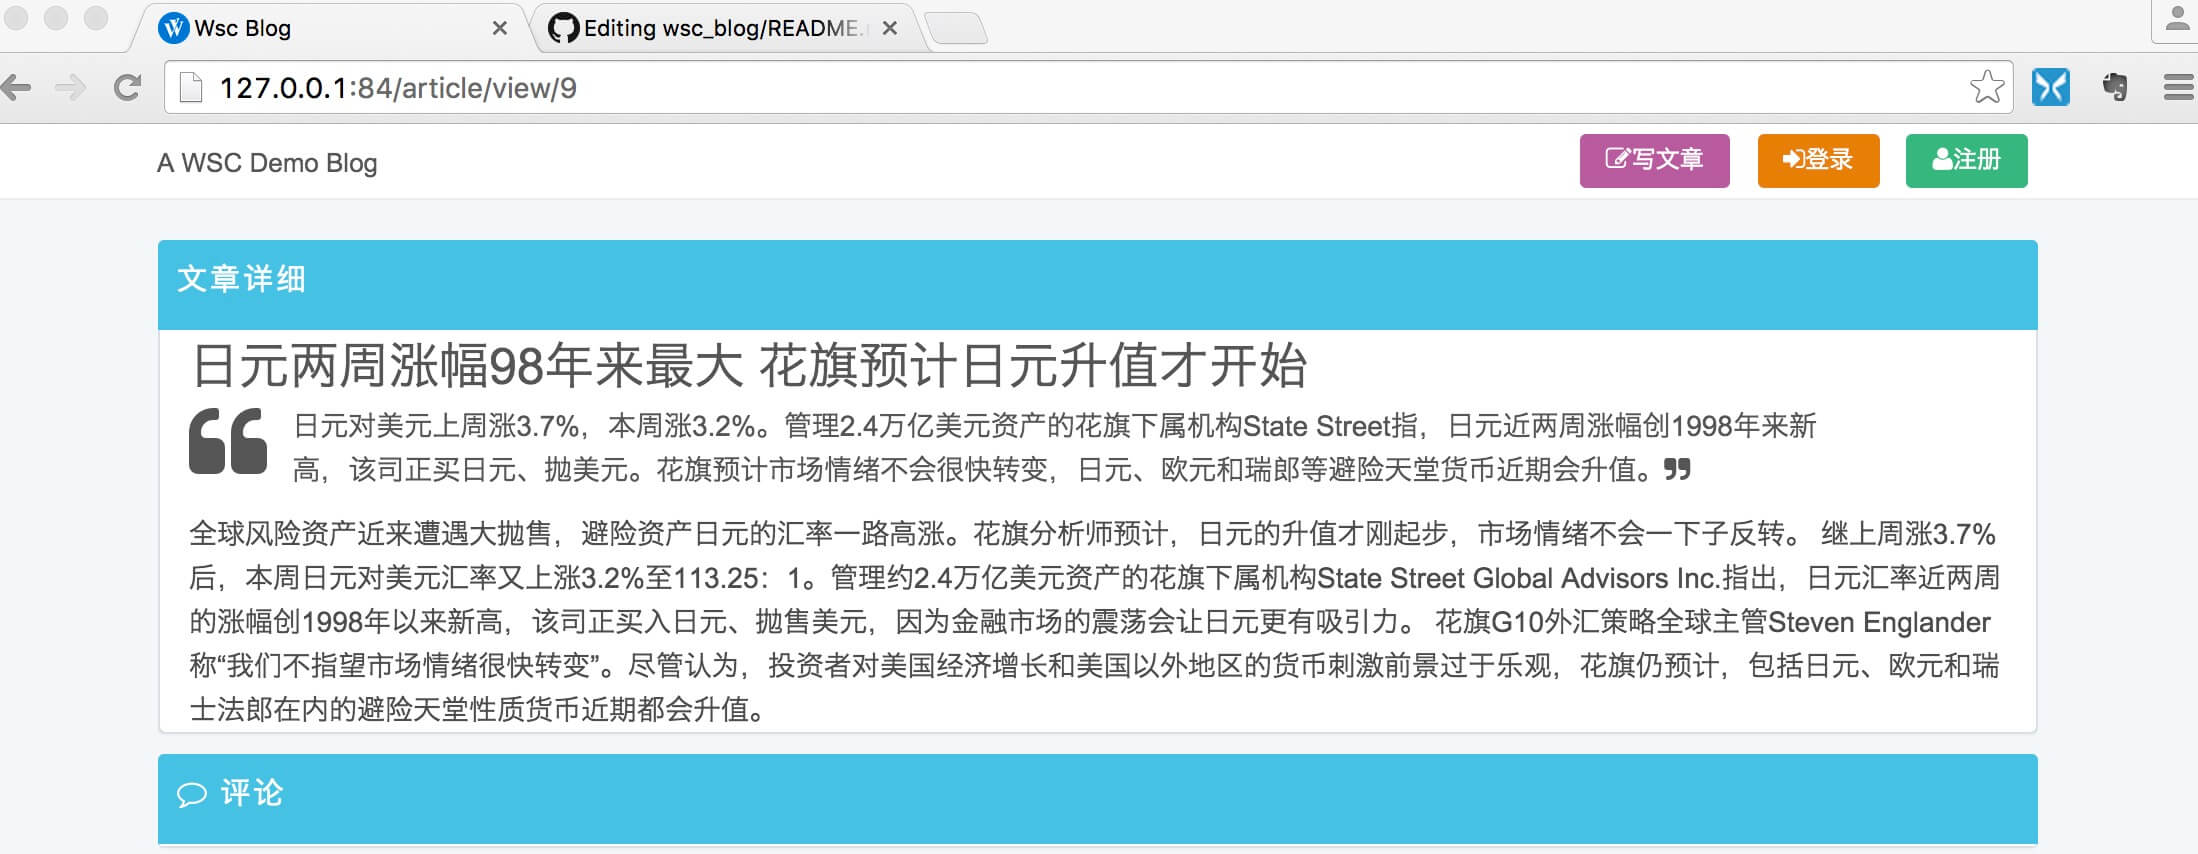 Wsc Blog
Editing wsc_blog/README.
127.0.0.1:84/article/view/9
A WSC Demo Blog
写文章
登录
注册
文章详细
日元两周涨幅98年来最大 花旗预计日元升值才开始
日元对美元上周涨3.7%，本周涨3.2%。管理2.4万亿美元资产的花旗下属机构State Street指，日元近两周涨幅创1998年来新
高，该司正买日元、抛美元。花旗预计市场情绪不会很快转变，日元、欧元和瑞郎等避险天堂货币近期会升值。
全球风险资产近来遭遇大抛售，避险资产日元的汇率一路高涨。花旗分析师预计，日元的升值才刚起步，市场情绪不会一下子反转。 继上周涨3.7%
后，本周日元对美元汇率又上涨3.2%至113.25：1。管理约2.4万亿美元资产的花旗下属机构State Street Global Advisors Inc.指出，日元汇率近两周
的涨幅创1998年以来新高，该司正买入日元、抛售美元，因为金融市场的震荡会让日元更有吸引力。 花旗G10外汇策略全球主管Steven Englander
称“我们不指望市场情绪很快转变”。尽管认为，投资者对美国经济增长和美国以外地区的货币刺激前景过于乐观，花旗仍预计，包括日元、欧元和瑞
士法郎在内的避险天堂性质货币近期都会升值。
评论